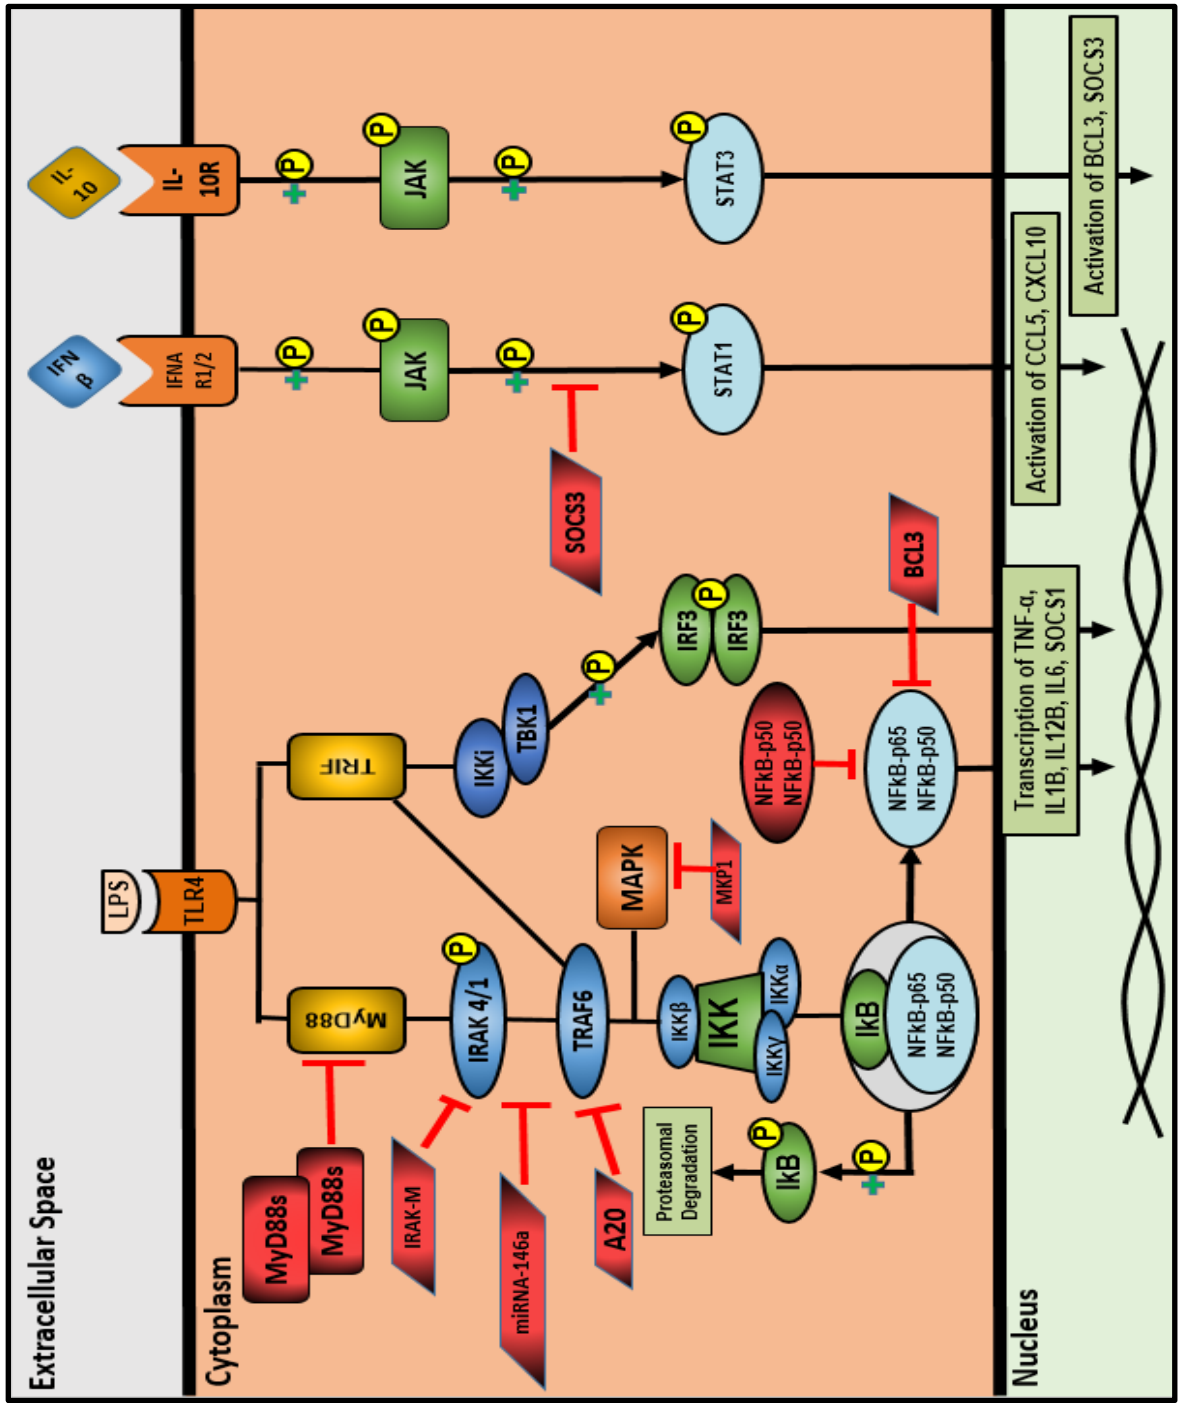 Extracellular Space
LPS
IFN
β
IL-
10
TLR4
IFNA
R1/2
IL-
10R
Cytoplasm
MyD88s
MyD88s
MyD88
TRIF
P
P
IRAK-M
IRAK 4/1
P
IKKi
TBK1
JAK
P
JAK
P
miRNA-146a
TRAF6
P
SOCS3
P
P
A20
MAPK
MKP1
Proteasomal
Degradation
IKKβ
IKK
IKKγ
IKKα
IRF3
P
IRF3
STAT1
P
STAT3
P
NFkB-p50
NFkB-p50
IkB
P
P
IkB
NFkB-p65
NFkB-p50
NFkB-p65
NFkB-p50
BCL3
Nucleus
Transcription of TNF-α,
IL1B, IL12B, IL6, SOCS1
Activation of CCL5, CXCL10
Activation of BCL3, SOCS3